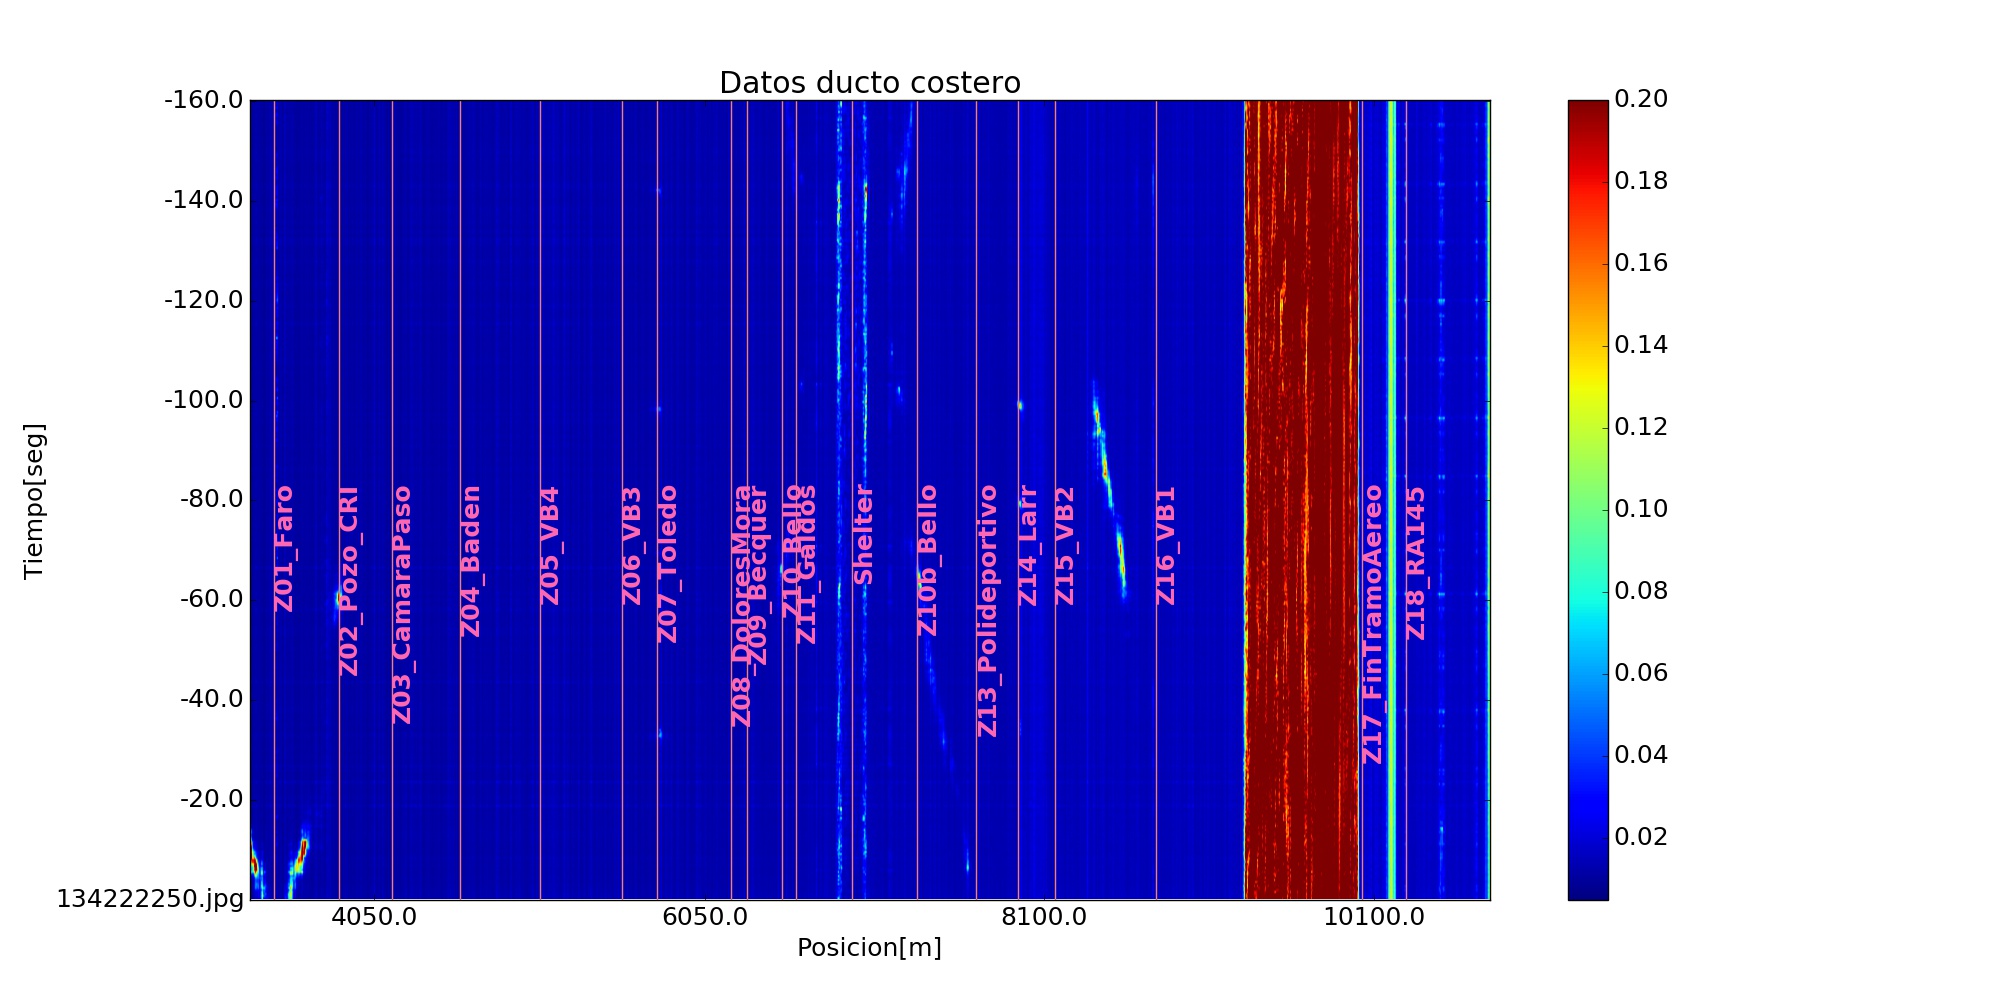 Datos ducto costero
-160.0
-140.0
-120.0
-100.0
-80.0
-60.0
-40.0
-20.0
134222250.jpg
Tiempo[seg]
Z01_Faro
Z02_Pozo_CRI
Z03_CamaraPaso
Z04_Baden
Z05_VB4
Z06_VB3
Z07_Toledo
Z08_DoloresMora
Z09_Becquer
Z10_Bello
Z11_Galdos
Shelter
Z10b_Bello
Z13_Polideportivo
Z14_Larr
Z15_VB2
Z16_VB1
Z17_FinTramoAereo
Z18_RA145
4050.0
6050.0
8100.0
10100.0
Posicion[m]
0.20
0.18
0.16
0.14
0.12
0.10
0.08
0.06
0.04
0.02